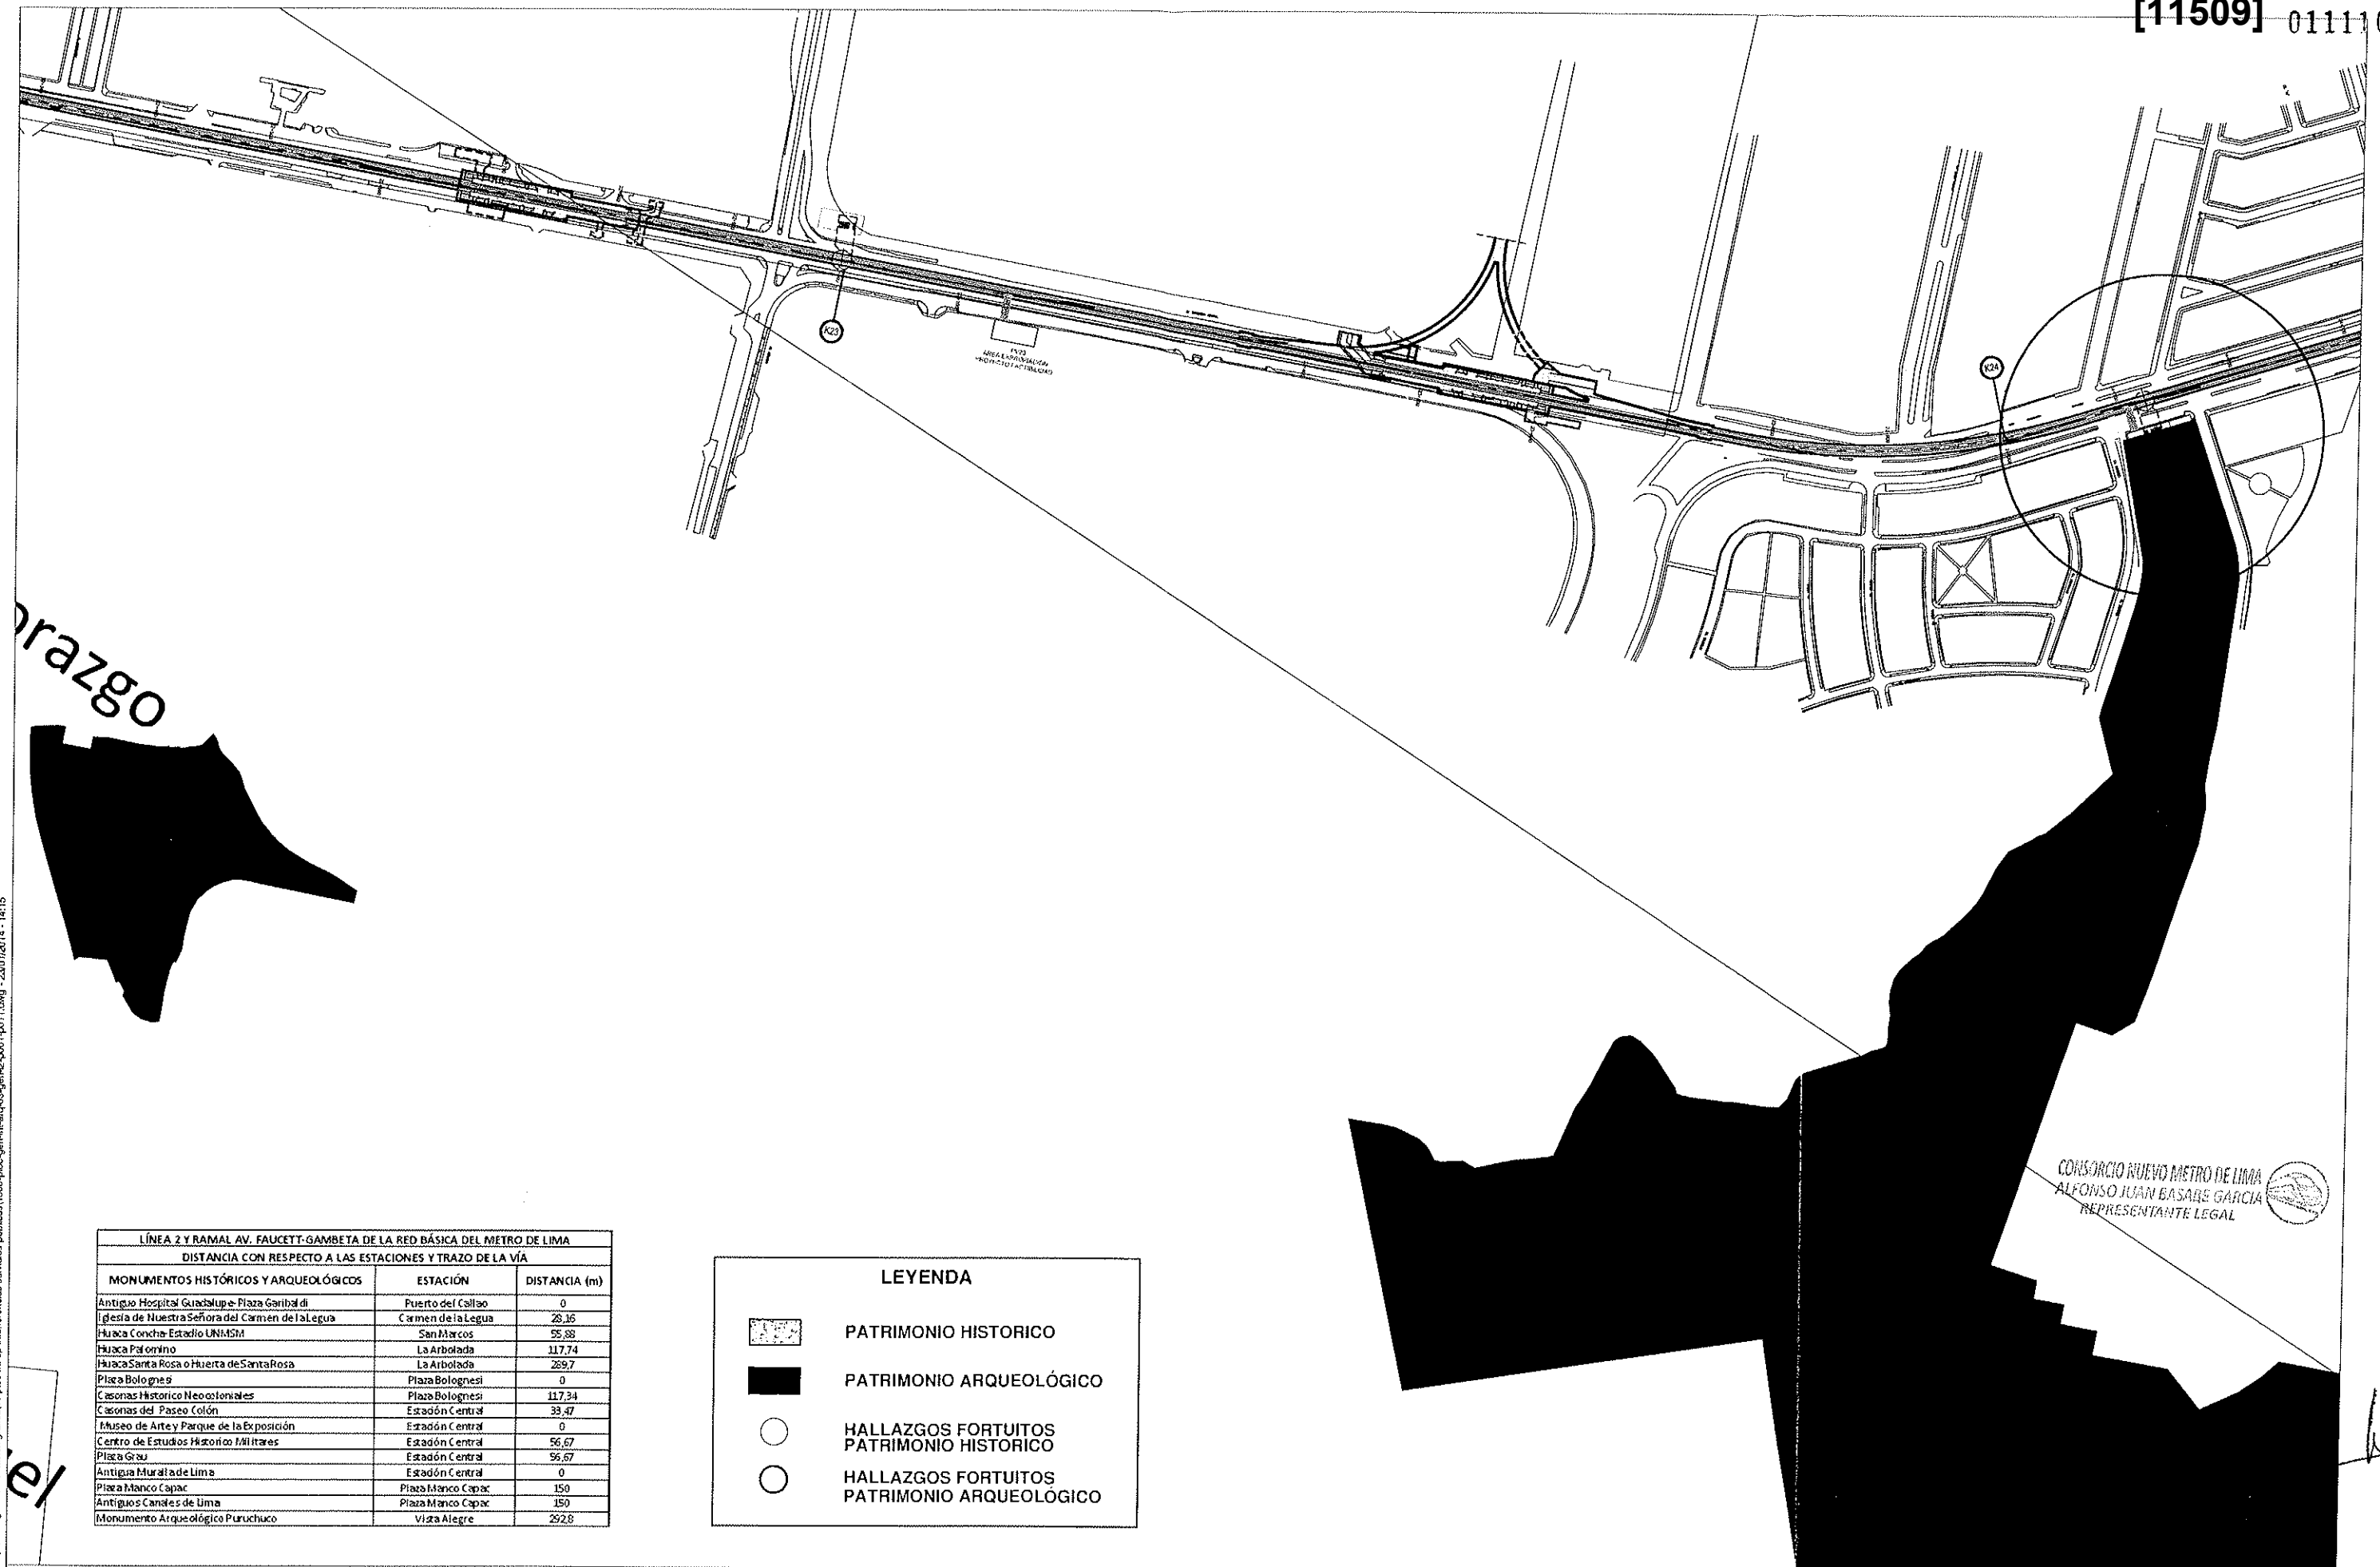 [11509] 01111
K23
K24
PV23
orazgo
el
CONSORCIO NUEVO METRO DE LIMA
ALFONSO JUAN BASABE GARCIA
REPRESENTANTE LEGAL
LÍNEA 2 Y RAMAL AV. FAUCETT-GAMBETA DE LA RED BÁSICA DEL METRO DE LIMA
DISTANCIA CON RESPECTO A LAS ESTACIONES Y TRAZO DE LA VÍA
MONUMENTOS HISTÓRICOS Y ARQUEOLÓGICOS ESTACIÓN DISTANCIA (m)
Antiguo Hospital Guadalupe-Plaza Garibaldi Puerto del Callao 0
Iglesia de Nuestra Señora del Carmen de la Legua Carmen de la Legua 28,16
Huaca Concha-Estadio UNMSM San Marcos 55,88
Huaca Palomino La Arbolada 117,74
Huaca Santa Rosa o Huerta de Santa Rosa La Arbolada 289,7
Plaza Bolognesi Plaza Bolognesi 0
Casonas Historico Neocoloniales Plaza Bolognesi 117,34
Casonas del Paseo Colón Estación Central 33,47
Museo de Arte y Parque de la Exposición Estación Central 0
Centro de Estudios Historico Militares Estación Central 56,67
Plaza Grau Estación Central 56,67
Antigua Muralla de Lima Estación Central 0
Plaza Manco Capac Plaza Manco Capac 150
Antiguos Canales de Lima Plaza Manco Capac 150
Monumento Arqueológico Puruchuco Vista Alegre 292,8
LEYENDA
PATRIMONIO HISTORICO
PATRIMONIO ARQUEOLÓGICO
HALLAZGOS FORTUITOS
PATRIMONIO HISTORICO
HALLAZGOS FORTUITOS
PATRIMONIO ARQUEOLÓGICO